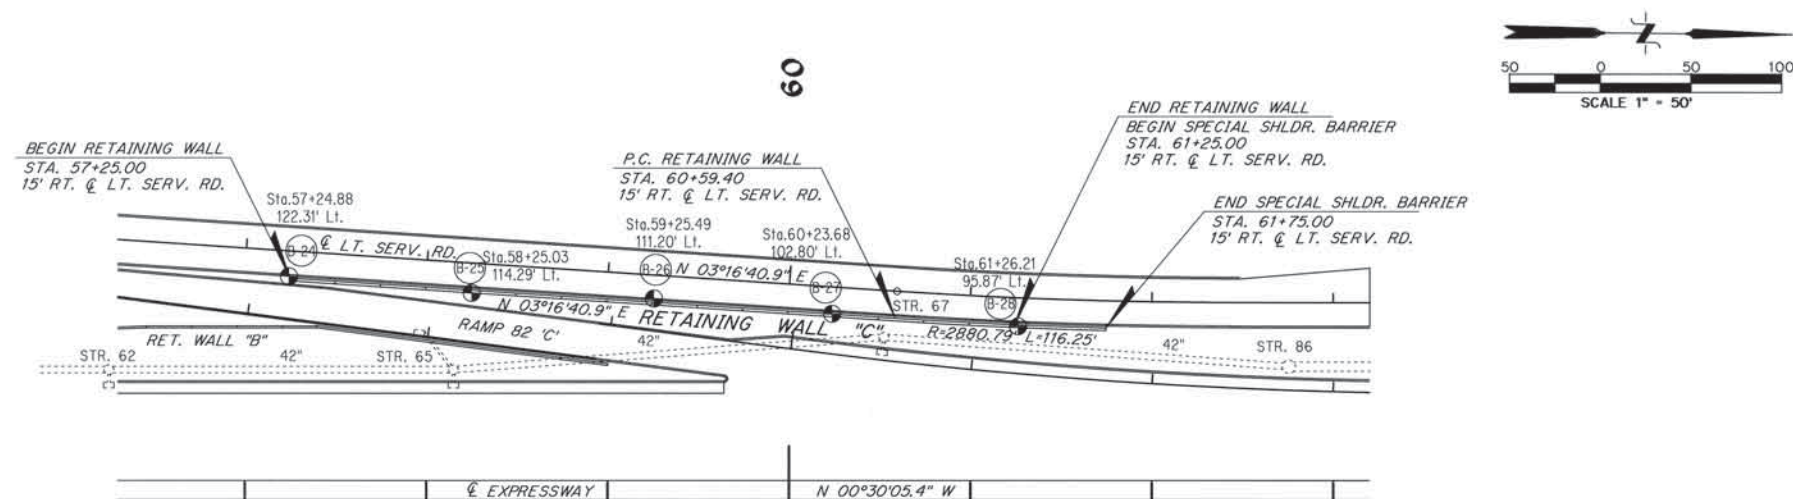 50 0 50 100
SCALE 1" = 50'
60
BEGIN RETAINING WALL
STA. 57+25.00
15' RT. ℄ LT. SERV. RD.
P.C. RETAINING WALL
STA. 60+59.40
15' RT. ℄ LT. SERV. RD.
END RETAINING WALL
BEGIN SPECIAL SHLDR. BARRIER
STA. 61+25.00
15' RT. ℄ LT. SERV. RD.
END SPECIAL SHLDR. BARRIER
STA. 61+75.00
15' RT. ℄ LT. SERV. RD.
Sta.57+24.88
122.31' Lt.
Sta.58+25.03
114.29' Lt.
Sta.59+25.49
111.20' Lt.
Sta.60+23.68
102.80' Lt.
Sta.61+26.21
95.87' Lt.
B-24
℄ LT. SERV. RD.
B-25
B-26
N 03°16'40.9" E
B-27
B-28
N 03°16'40.9" E
RETAINING WALL "C"
STR. 67
R=2880.79' L=116.25'
RAMP 82 'C'
RET. WALL "B"
STR. 62
42"
STR. 65
42"
42"
STR. 86
℄ EXPRESSWAY
N 00°30'05.4" W